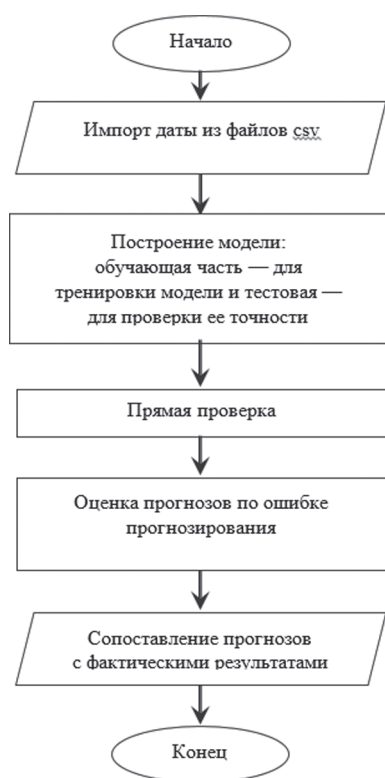 Начало
Импорт даты из файлов csv
Построение модели:
обучающая часть — для
тренировки модели и тестовая —
для проверки ее точности
Прямая проверка
Оценка прогнозов по ошибке
прогнозирования
Сопоставление прогнозов
с фактическими результатами
Конец